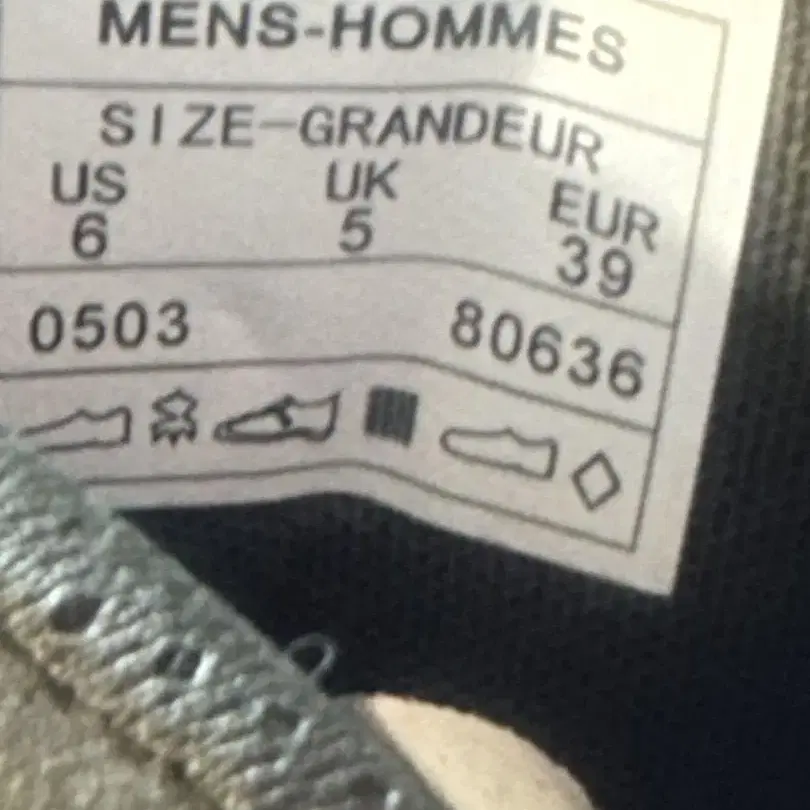 MENS-HOMMES
SIZE-GRANDEUR
US UK EUR
6 5 39
0503 80636